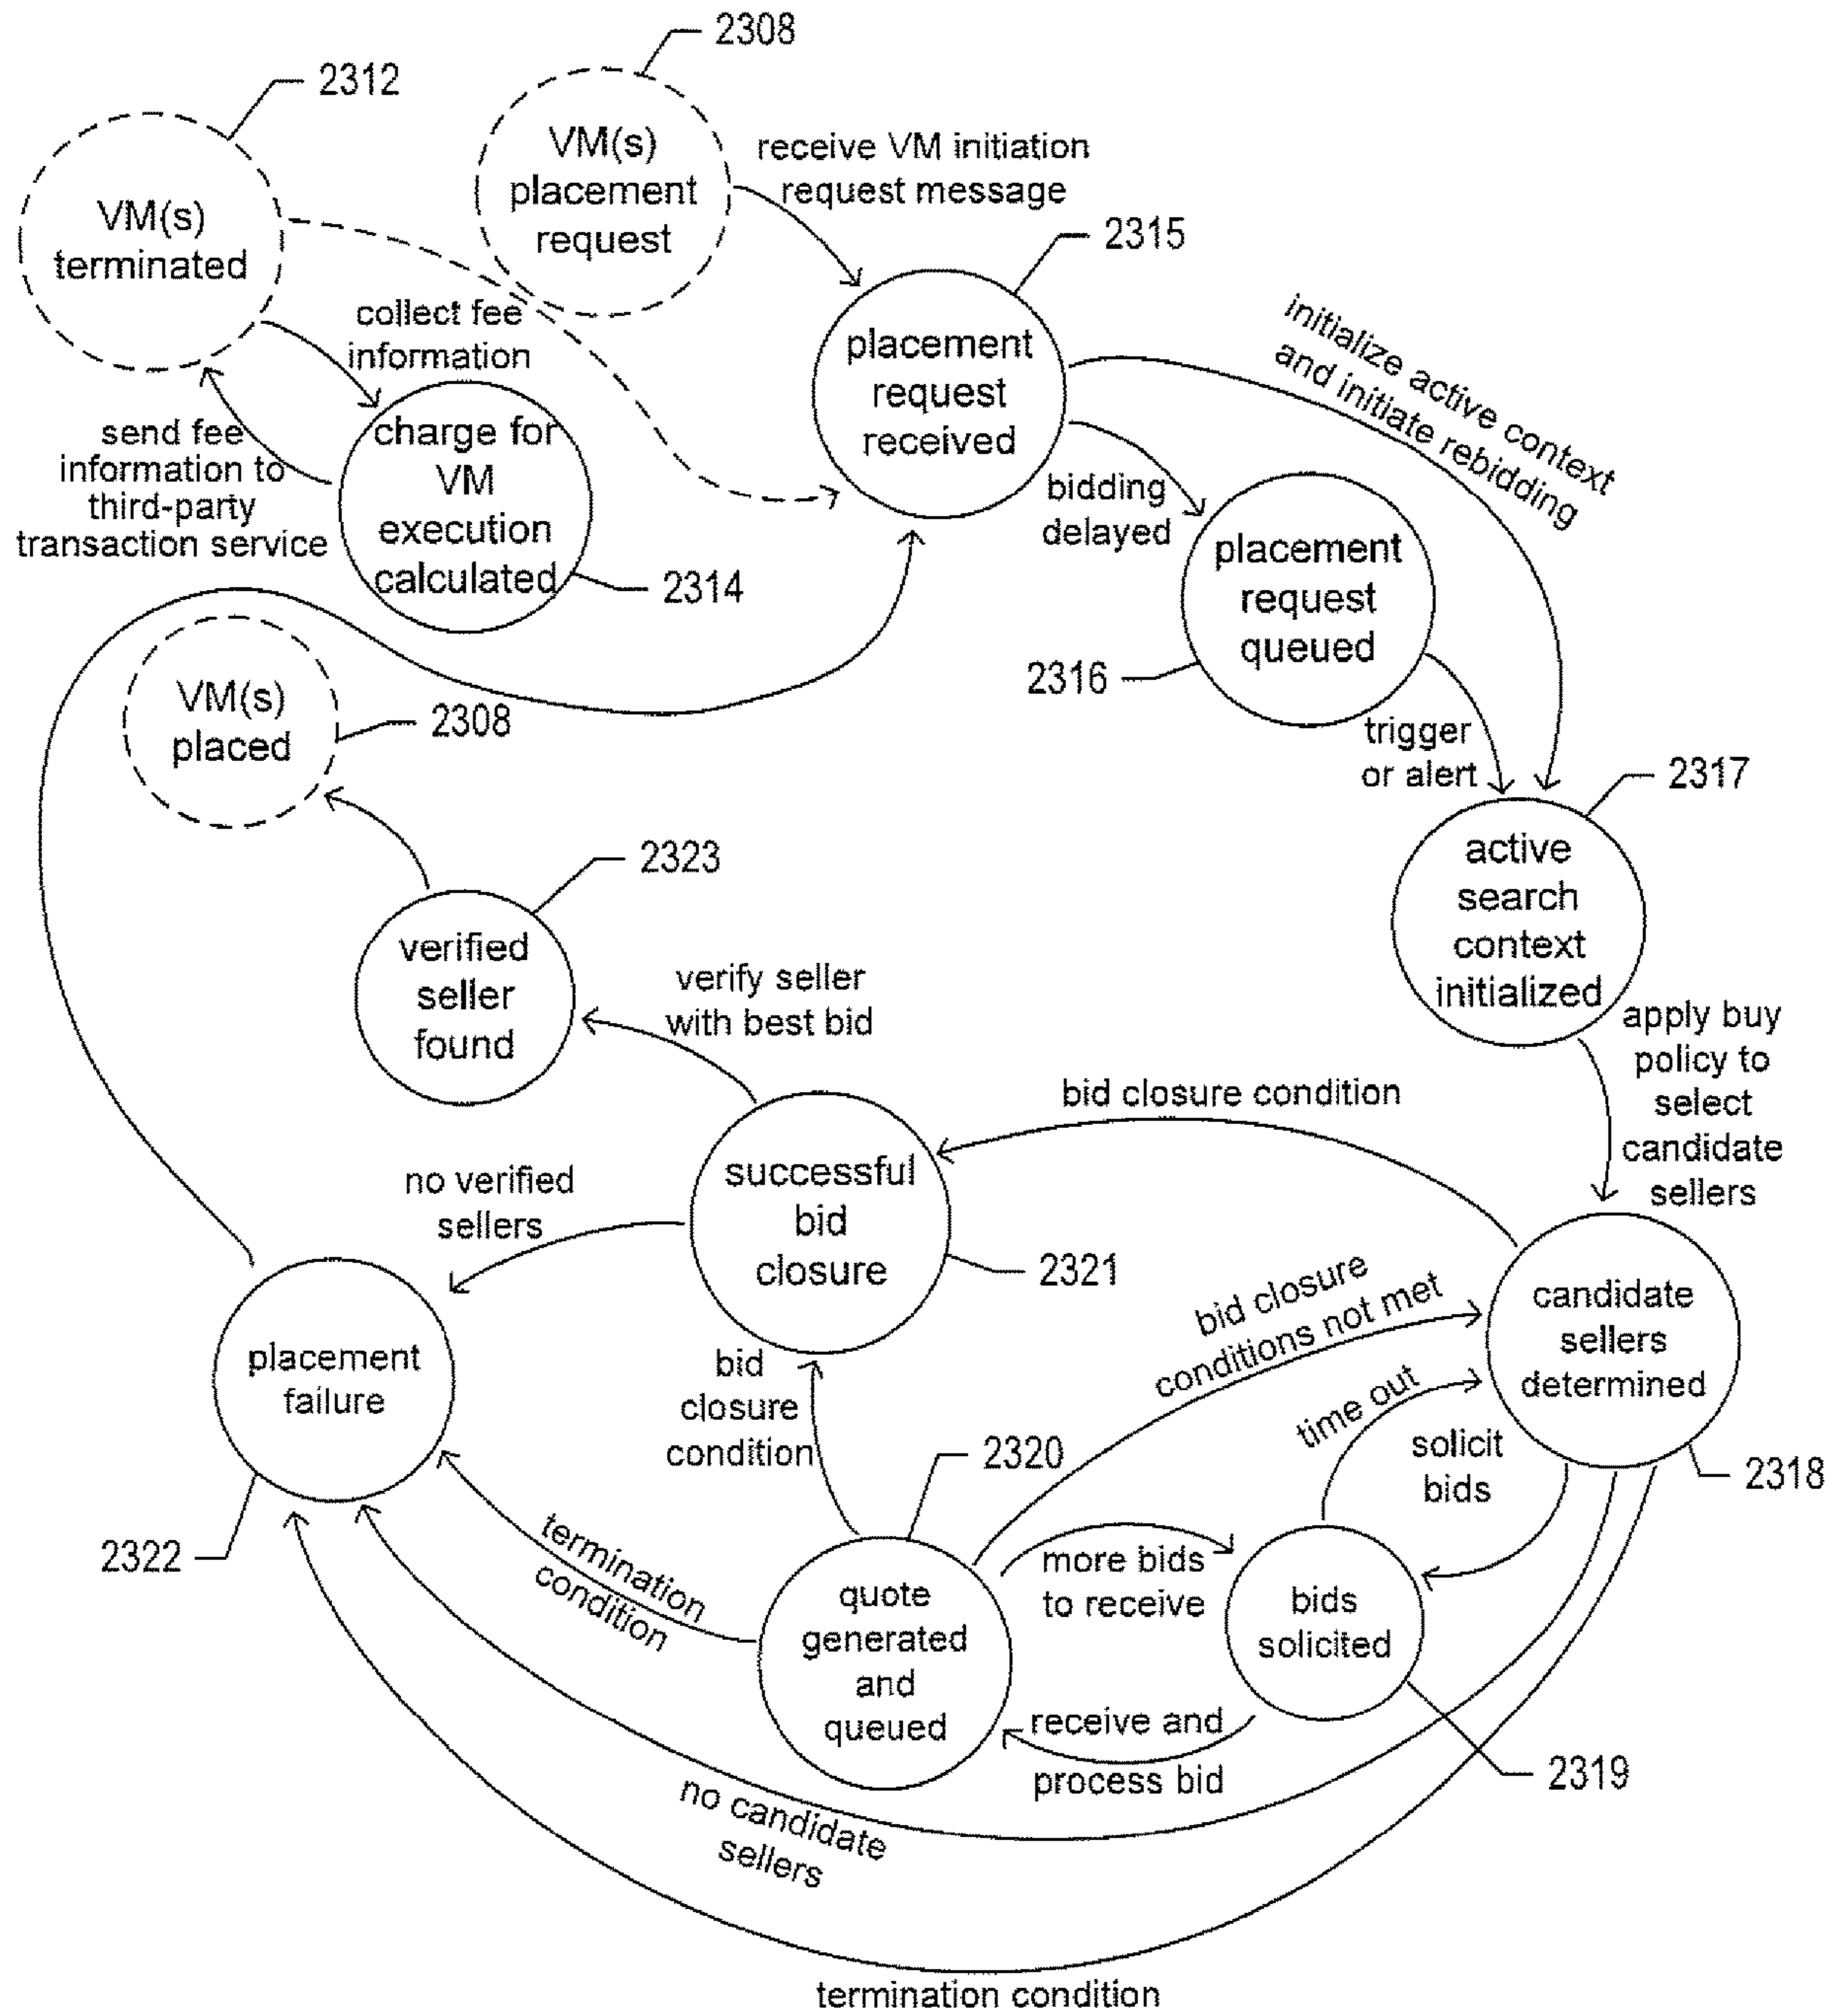 2308
2312
VM(s)
placement
request
receive VM initiation
request message
VM(s)
terminated
2315
collect fee
information
placement
request
received
initialize active context
and initiate rebidding
send fee
information to
third-party
transaction service
charge for
VM
execution
calculated
2314
bidding
delayed
placement
request
queued
2316
VM(s)
placed
2308
trigger
or alert
2317
active
search
context
initialized
2323
verified
seller
found
verify seller
with best bid
apply buy
policy to
select
candidate
sellers
bid closure condition
successful
bid
closure
no verified
sellers
2321
bid closure
conditions not met
candidate
sellers
determined
placement
failure
bid
closure
condition
time out
solicit
bids
2318
2320
2322
termination
condition
more bids
to receive
quote
generated
and
queued
bids
solicited
receive and
process bid
2319
no candidate
sellers
termination condition